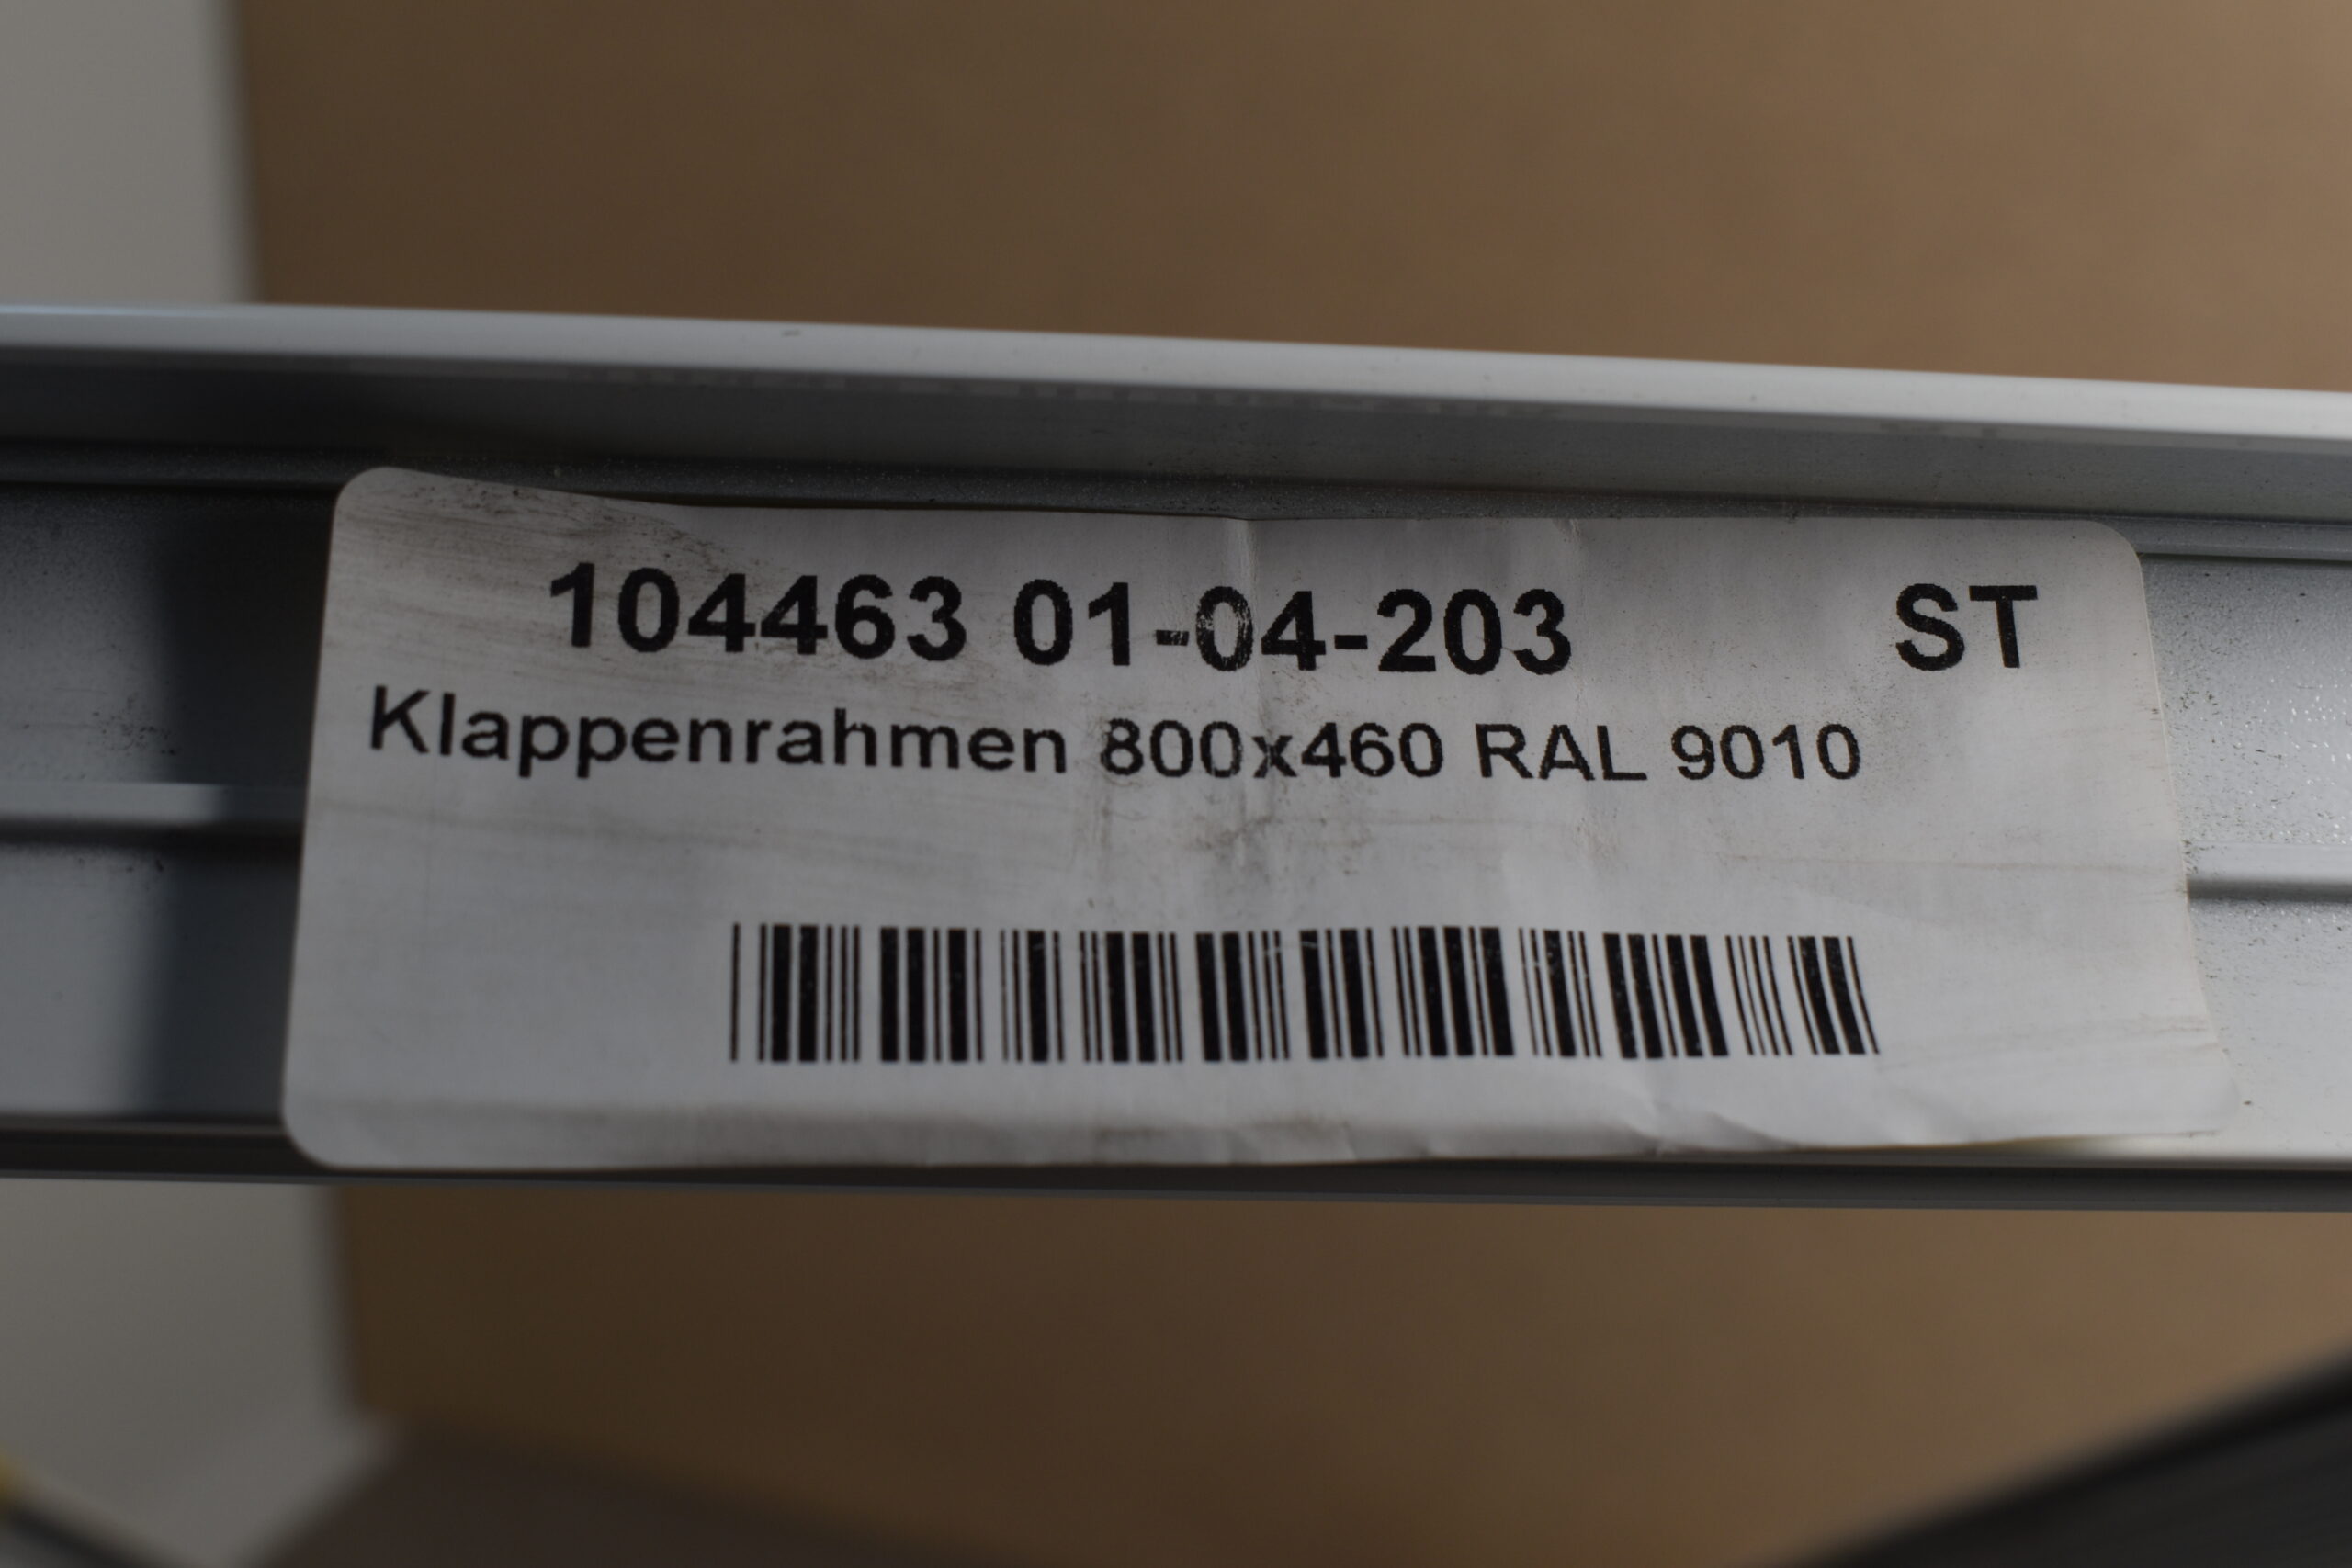 104463 01-04-203 ST
Klappenrahmen 800x460 RAL 9010